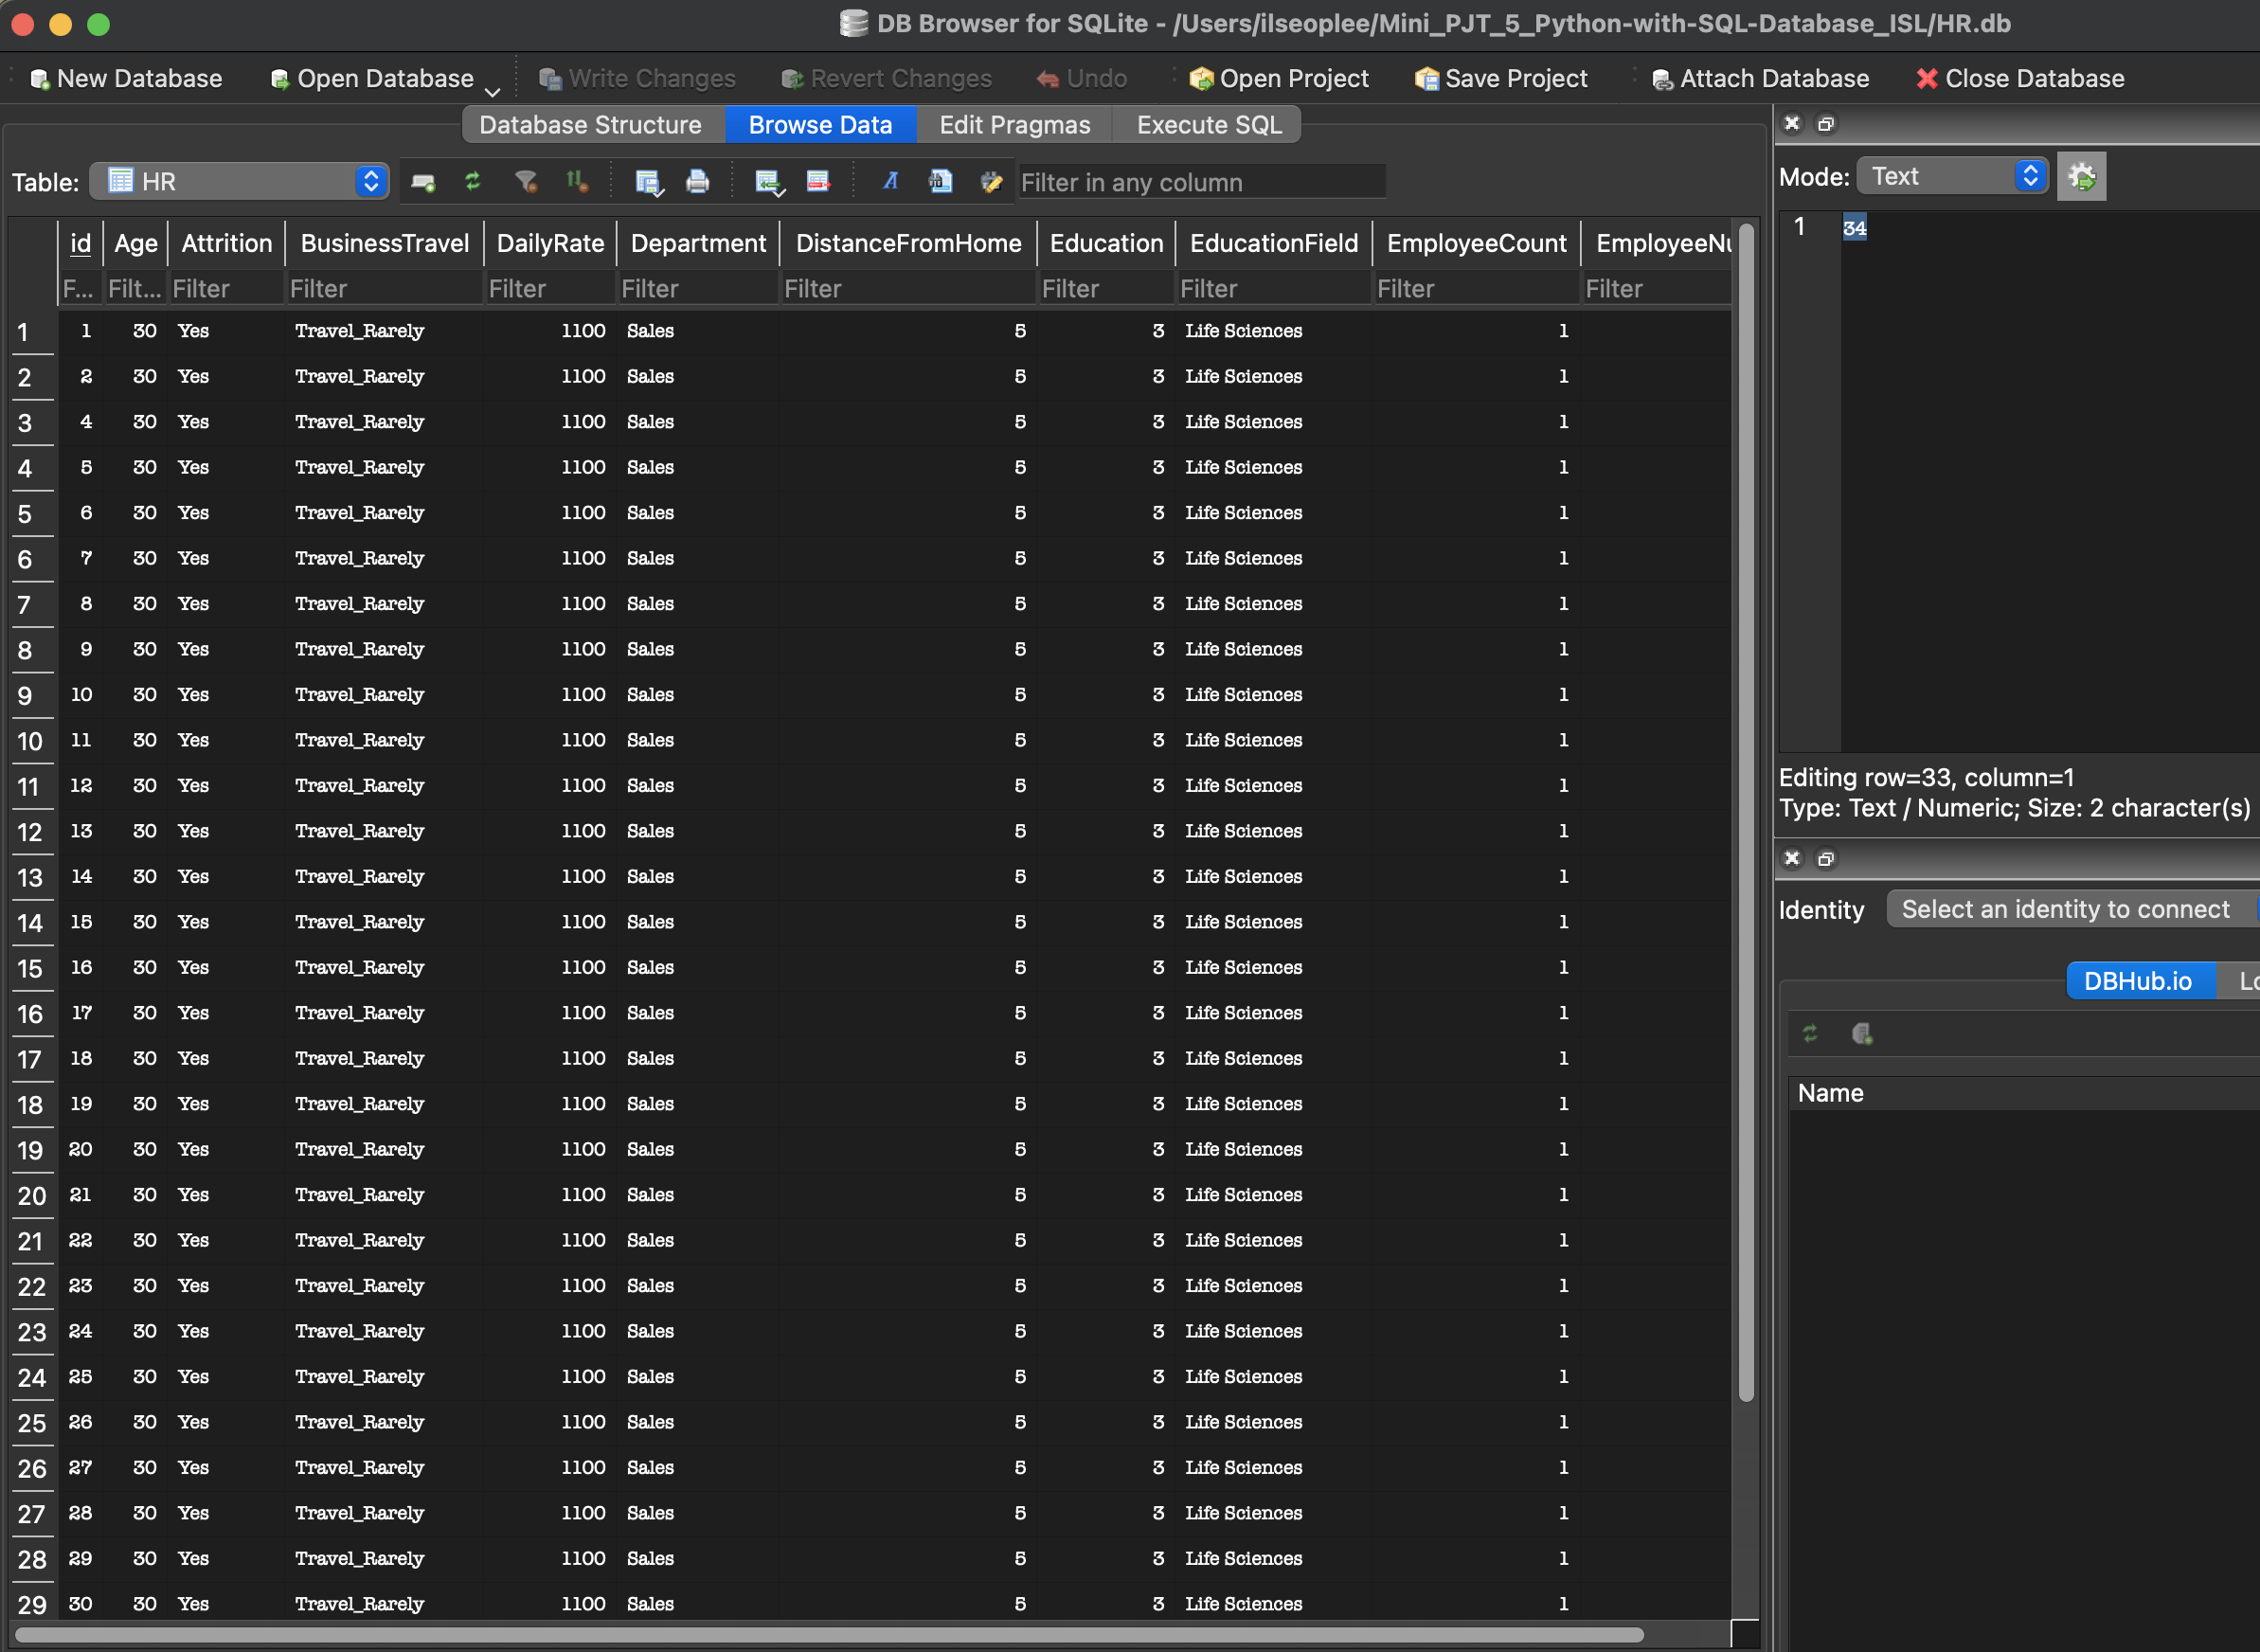 DB Browser for SQLite - /Users/ilseoplee/Mini_PJT_5_Python-with-SQL-Database_ISL/HR.db
New Database Open Database Write Changes Revert Changes Undo Open Project Save Project Attach Database Close Database
Database Structure Browse Data Edit Pragmas Execute SQL
Table: HR Filter in any column
id Age Attrition BusinessTravel DailyRate Department DistanceFromHome Education EducationField EmployeeCount EmployeeNu
F... Filt... Filter Filter Filter Filter Filter Filter Filter Filter Filter
1 1 30 Yes Travel_Rarely 1100 Sales 5 3 Life Sciences 1
2 2 30 Yes Travel_Rarely 1100 Sales 5 3 Life Sciences 1
3 4 30 Yes Travel_Rarely 1100 Sales 5 3 Life Sciences 1
4 5 30 Yes Travel_Rarely 1100 Sales 5 3 Life Sciences 1
5 6 30 Yes Travel_Rarely 1100 Sales 5 3 Life Sciences 1
6 7 30 Yes Travel_Rarely 1100 Sales 5 3 Life Sciences 1
7 8 30 Yes Travel_Rarely 1100 Sales 5 3 Life Sciences 1
8 9 30 Yes Travel_Rarely 1100 Sales 5 3 Life Sciences 1
9 10 30 Yes Travel_Rarely 1100 Sales 5 3 Life Sciences 1
10 11 30 Yes Travel_Rarely 1100 Sales 5 3 Life Sciences 1
11 12 30 Yes Travel_Rarely 1100 Sales 5 3 Life Sciences 1
12 13 30 Yes Travel_Rarely 1100 Sales 5 3 Life Sciences 1
13 14 30 Yes Travel_Rarely 1100 Sales 5 3 Life Sciences 1
14 15 30 Yes Travel_Rarely 1100 Sales 5 3 Life Sciences 1
15 16 30 Yes Travel_Rarely 1100 Sales 5 3 Life Sciences 1
16 17 30 Yes Travel_Rarely 1100 Sales 5 3 Life Sciences 1
17 18 30 Yes Travel_Rarely 1100 Sales 5 3 Life Sciences 1
18 19 30 Yes Travel_Rarely 1100 Sales 5 3 Life Sciences 1
19 20 30 Yes Travel_Rarely 1100 Sales 5 3 Life Sciences 1
20 21 30 Yes Travel_Rarely 1100 Sales 5 3 Life Sciences 1
21 22 30 Yes Travel_Rarely 1100 Sales 5 3 Life Sciences 1
22 23 30 Yes Travel_Rarely 1100 Sales 5 3 Life Sciences 1
23 24 30 Yes Travel_Rarely 1100 Sales 5 3 Life Sciences 1
24 25 30 Yes Travel_Rarely 1100 Sales 5 3 Life Sciences 1
25 26 30 Yes Travel_Rarely 1100 Sales 5 3 Life Sciences 1
26 27 30 Yes Travel_Rarely 1100 Sales 5 3 Life Sciences 1
27 28 30 Yes Travel_Rarely 1100 Sales 5 3 Life Sciences 1
28 29 30 Yes Travel_Rarely 1100 Sales 5 3 Life Sciences 1
29 30 30 Yes Travel_Rarely 1100 Sales 5 3 Life Sciences 1
Mode: Text
1 34
Editing row=33, column=1
Type: Text / Numeric; Size: 2 character(s)
Identity Select an identity to connect
DBHub.io Lo
Name